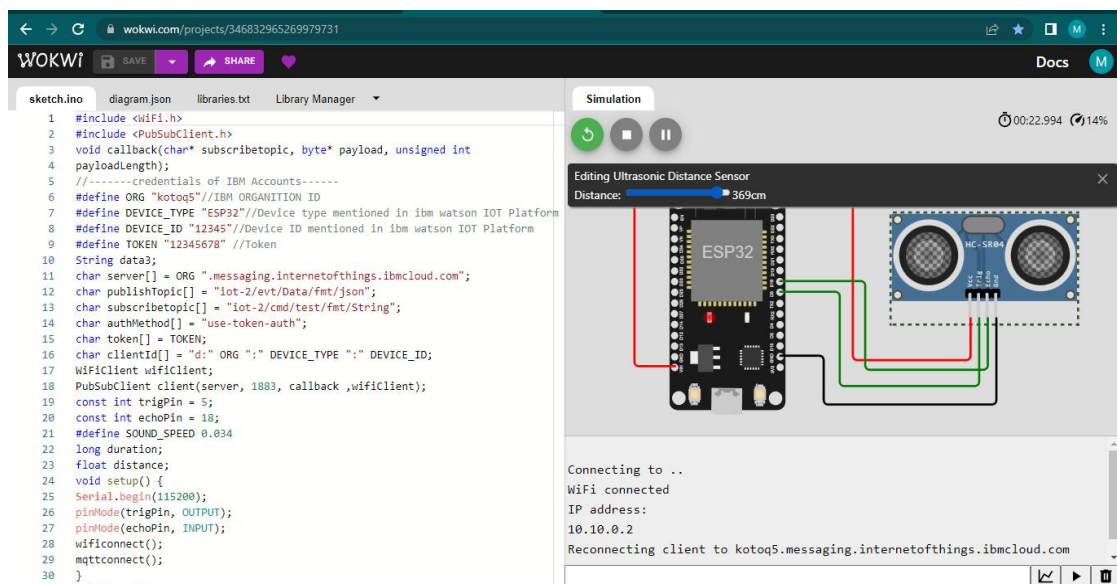 wokwi.com/projects/346832965269979731
M
WOKWi
SAVE
SHARE
Docs
M
sketch.ino
diagram.json
libraries.txt
Library Manager
1 #include <WiFi.h>
2 #include <PubSubClient.h>
3 void callback(char* subscribetopic, byte* payload, unsigned int
4 payloadLength);
5 //-------credentials of IBM Accounts------
6 #define ORG "kotoq5"//IBM ORGANITION ID
7 #define DEVICE_TYPE "ESP32"//Device type mentioned in ibm watson IOT Platform
8 #define DEVICE_ID "12345"//Device ID mentioned in ibm watson IOT Platform
9 #define TOKEN "12345678" //Token
10 String data3;
11 char server[] = ORG ".messaging.internetofthings.ibmcloud.com";
12 char publishTopic[] = "iot-2/evt/Data/fmt/json";
13 char subscribetopic[] = "iot-2/cmd/test/fmt/String";
14 char authMethod[] = "use-token-auth";
15 char token[] = TOKEN;
16 char clientId[] = "d:" ORG ":" DEVICE_TYPE ":" DEVICE_ID;
17 WiFiClient wifiClient;
18 PubSubClient client(server, 1883, callback ,wifiClient);
19 const int trigPin = 5;
20 const int echoPin = 18;
21 #define SOUND_SPEED 0.034
22 long duration;
23 float distance;
24 void setup() {
25 Serial.begin(115200);
26 pinMode(trigPin, OUTPUT);
27 pinMode(echoPin, INPUT);
28 wificonnect();
29 mqttconnect();
30 }
Simulation
00:22.994 14%
Editing Ultrasonic Distance Sensor
Distance: 369cm
ESP32
HC-SR04
Vcc
Trig
Echo
Gnd
Connecting to ..
WiFi connected
IP address:
10.10.0.2
Reconnecting client to kotoq5.messaging.internetofthings.ibmcloud.com